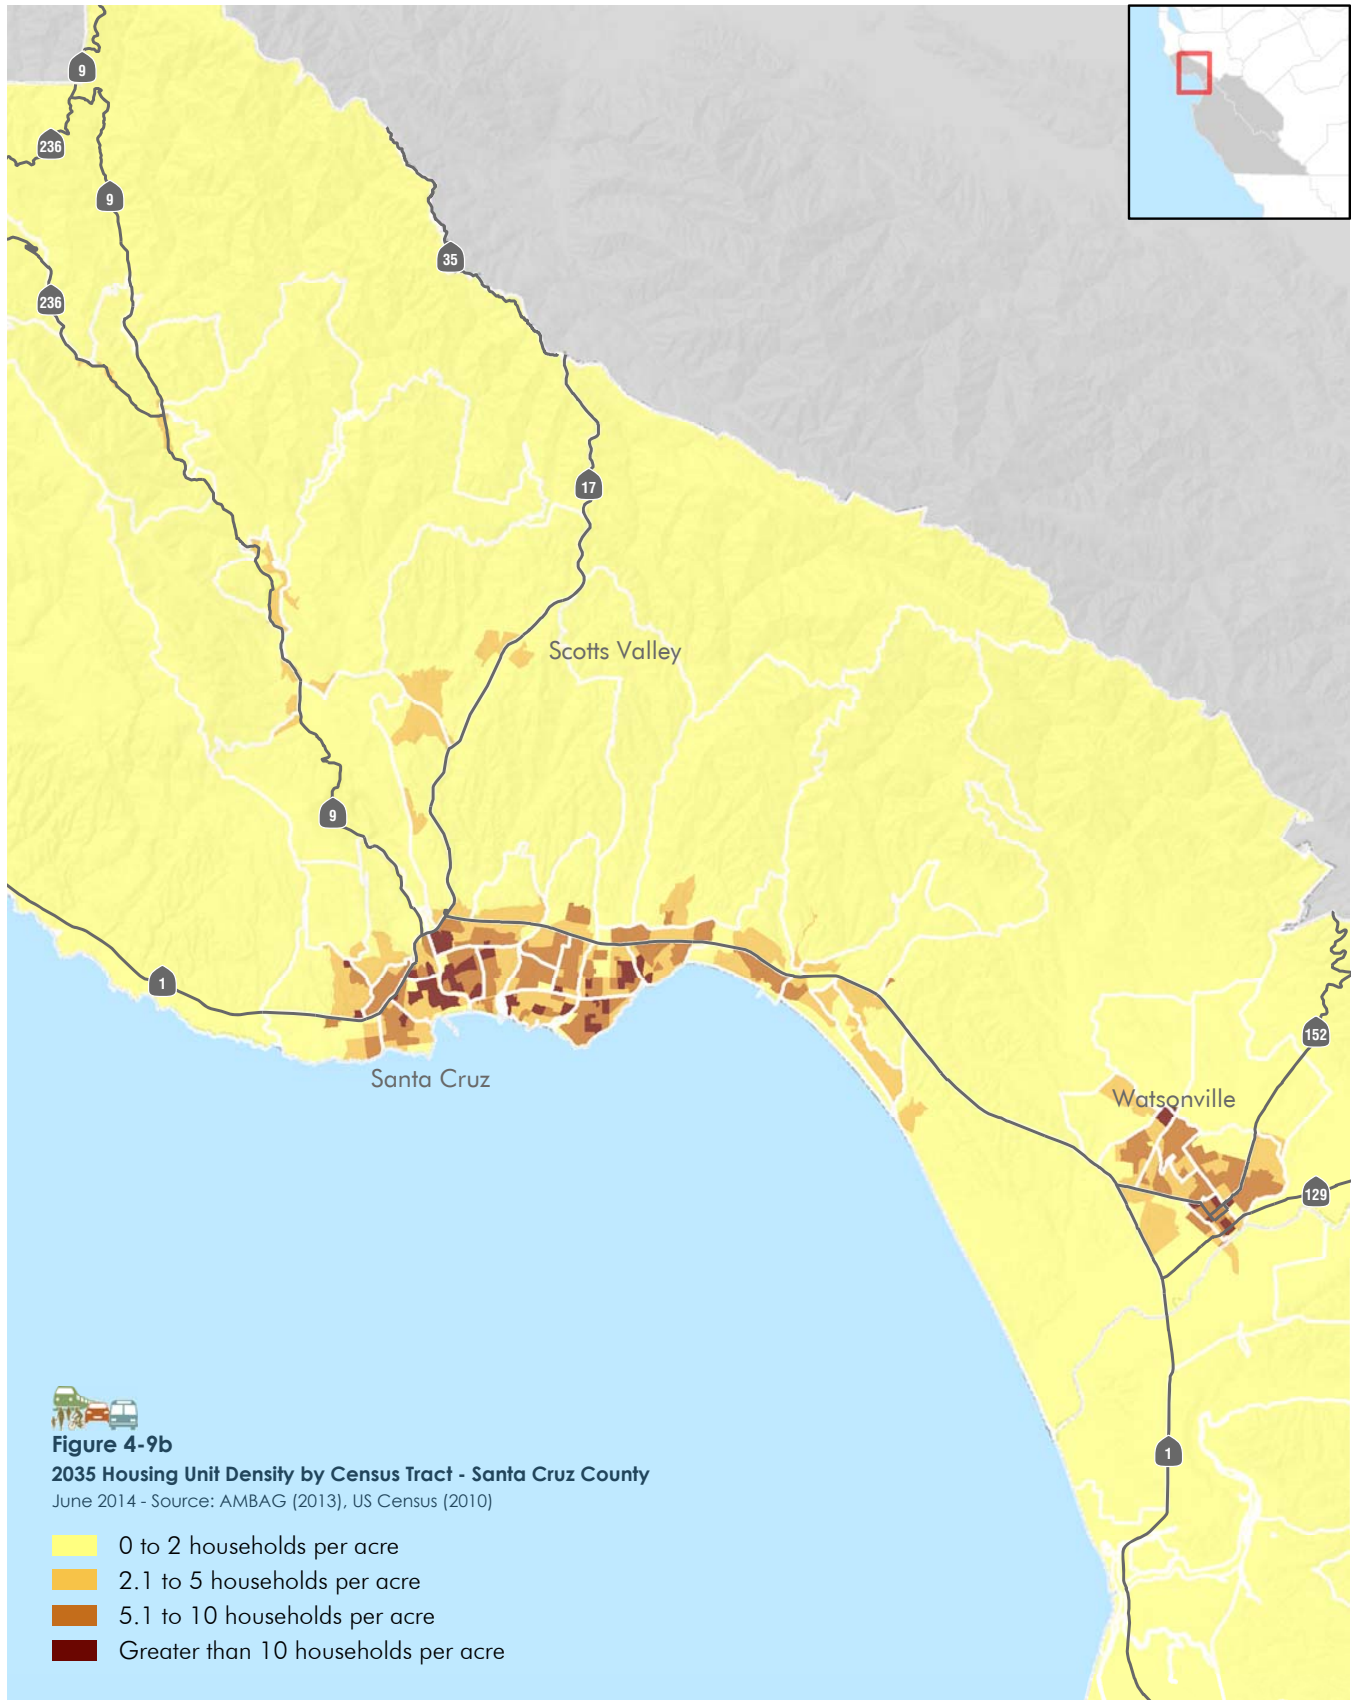 9
236
9
35
236
17
Scotts Valley
9
1
152
Santa Cruz
Watsonville
129
1
Figure 4-9b
2035 Housing Unit Density by Census Tract - Santa Cruz County
June 2014 - Source: AMBAG (2013), US Census (2010)
0 to 2 households per acre
2.1 to 5 households per acre
5.1 to 10 households per acre
Greater than 10 households per acre